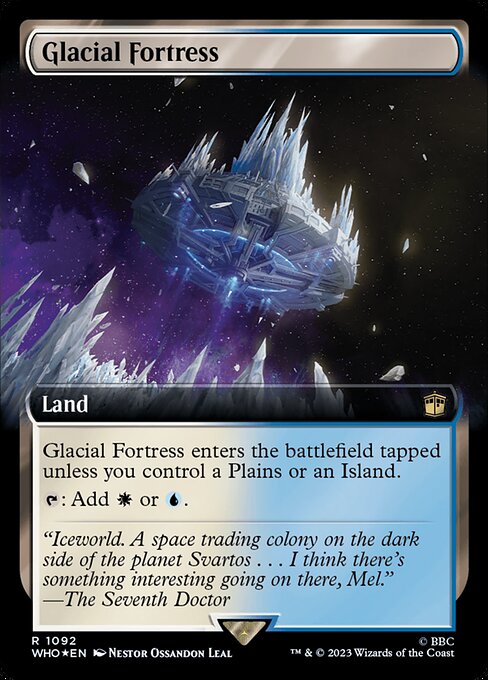 Glacial Fortress
Land
Glacial Fortress enters the battlefield tapped
unless you control a Plains or an Island.
: Add or .
“Iceworld. A space trading colony on the dark
side of the planet Svartos . . . I think there’s
something interesting going on there, Mel.”
—The Seventh Doctor
R 1092
WHO★EN Nestor Ossandon Leal
© BBC
™ & © 2023 Wizards of the Coast